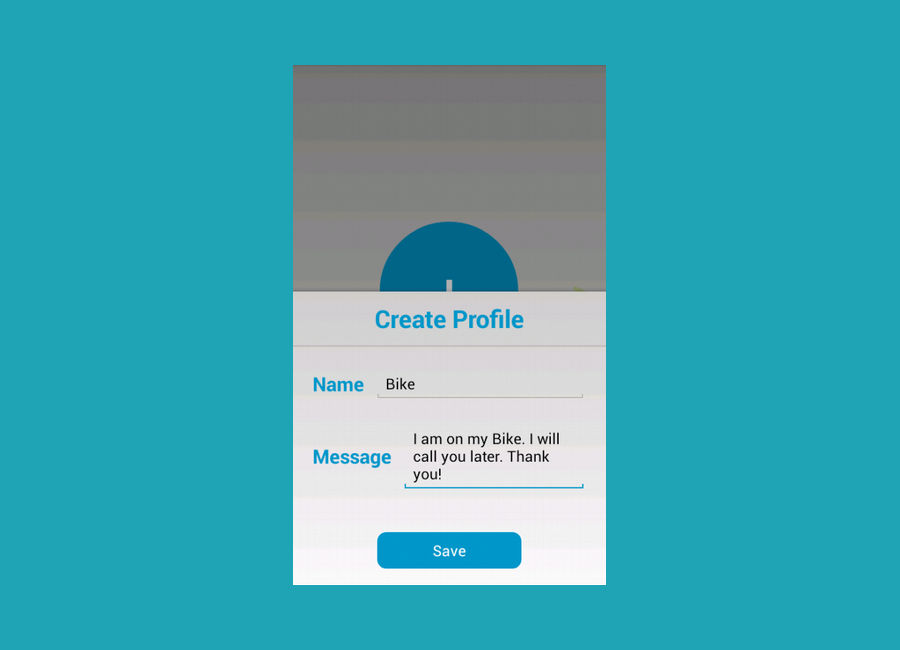 Create Profile
Name Bike
Message
I am on my Bike. I will
call you later. Thank
you!
Save